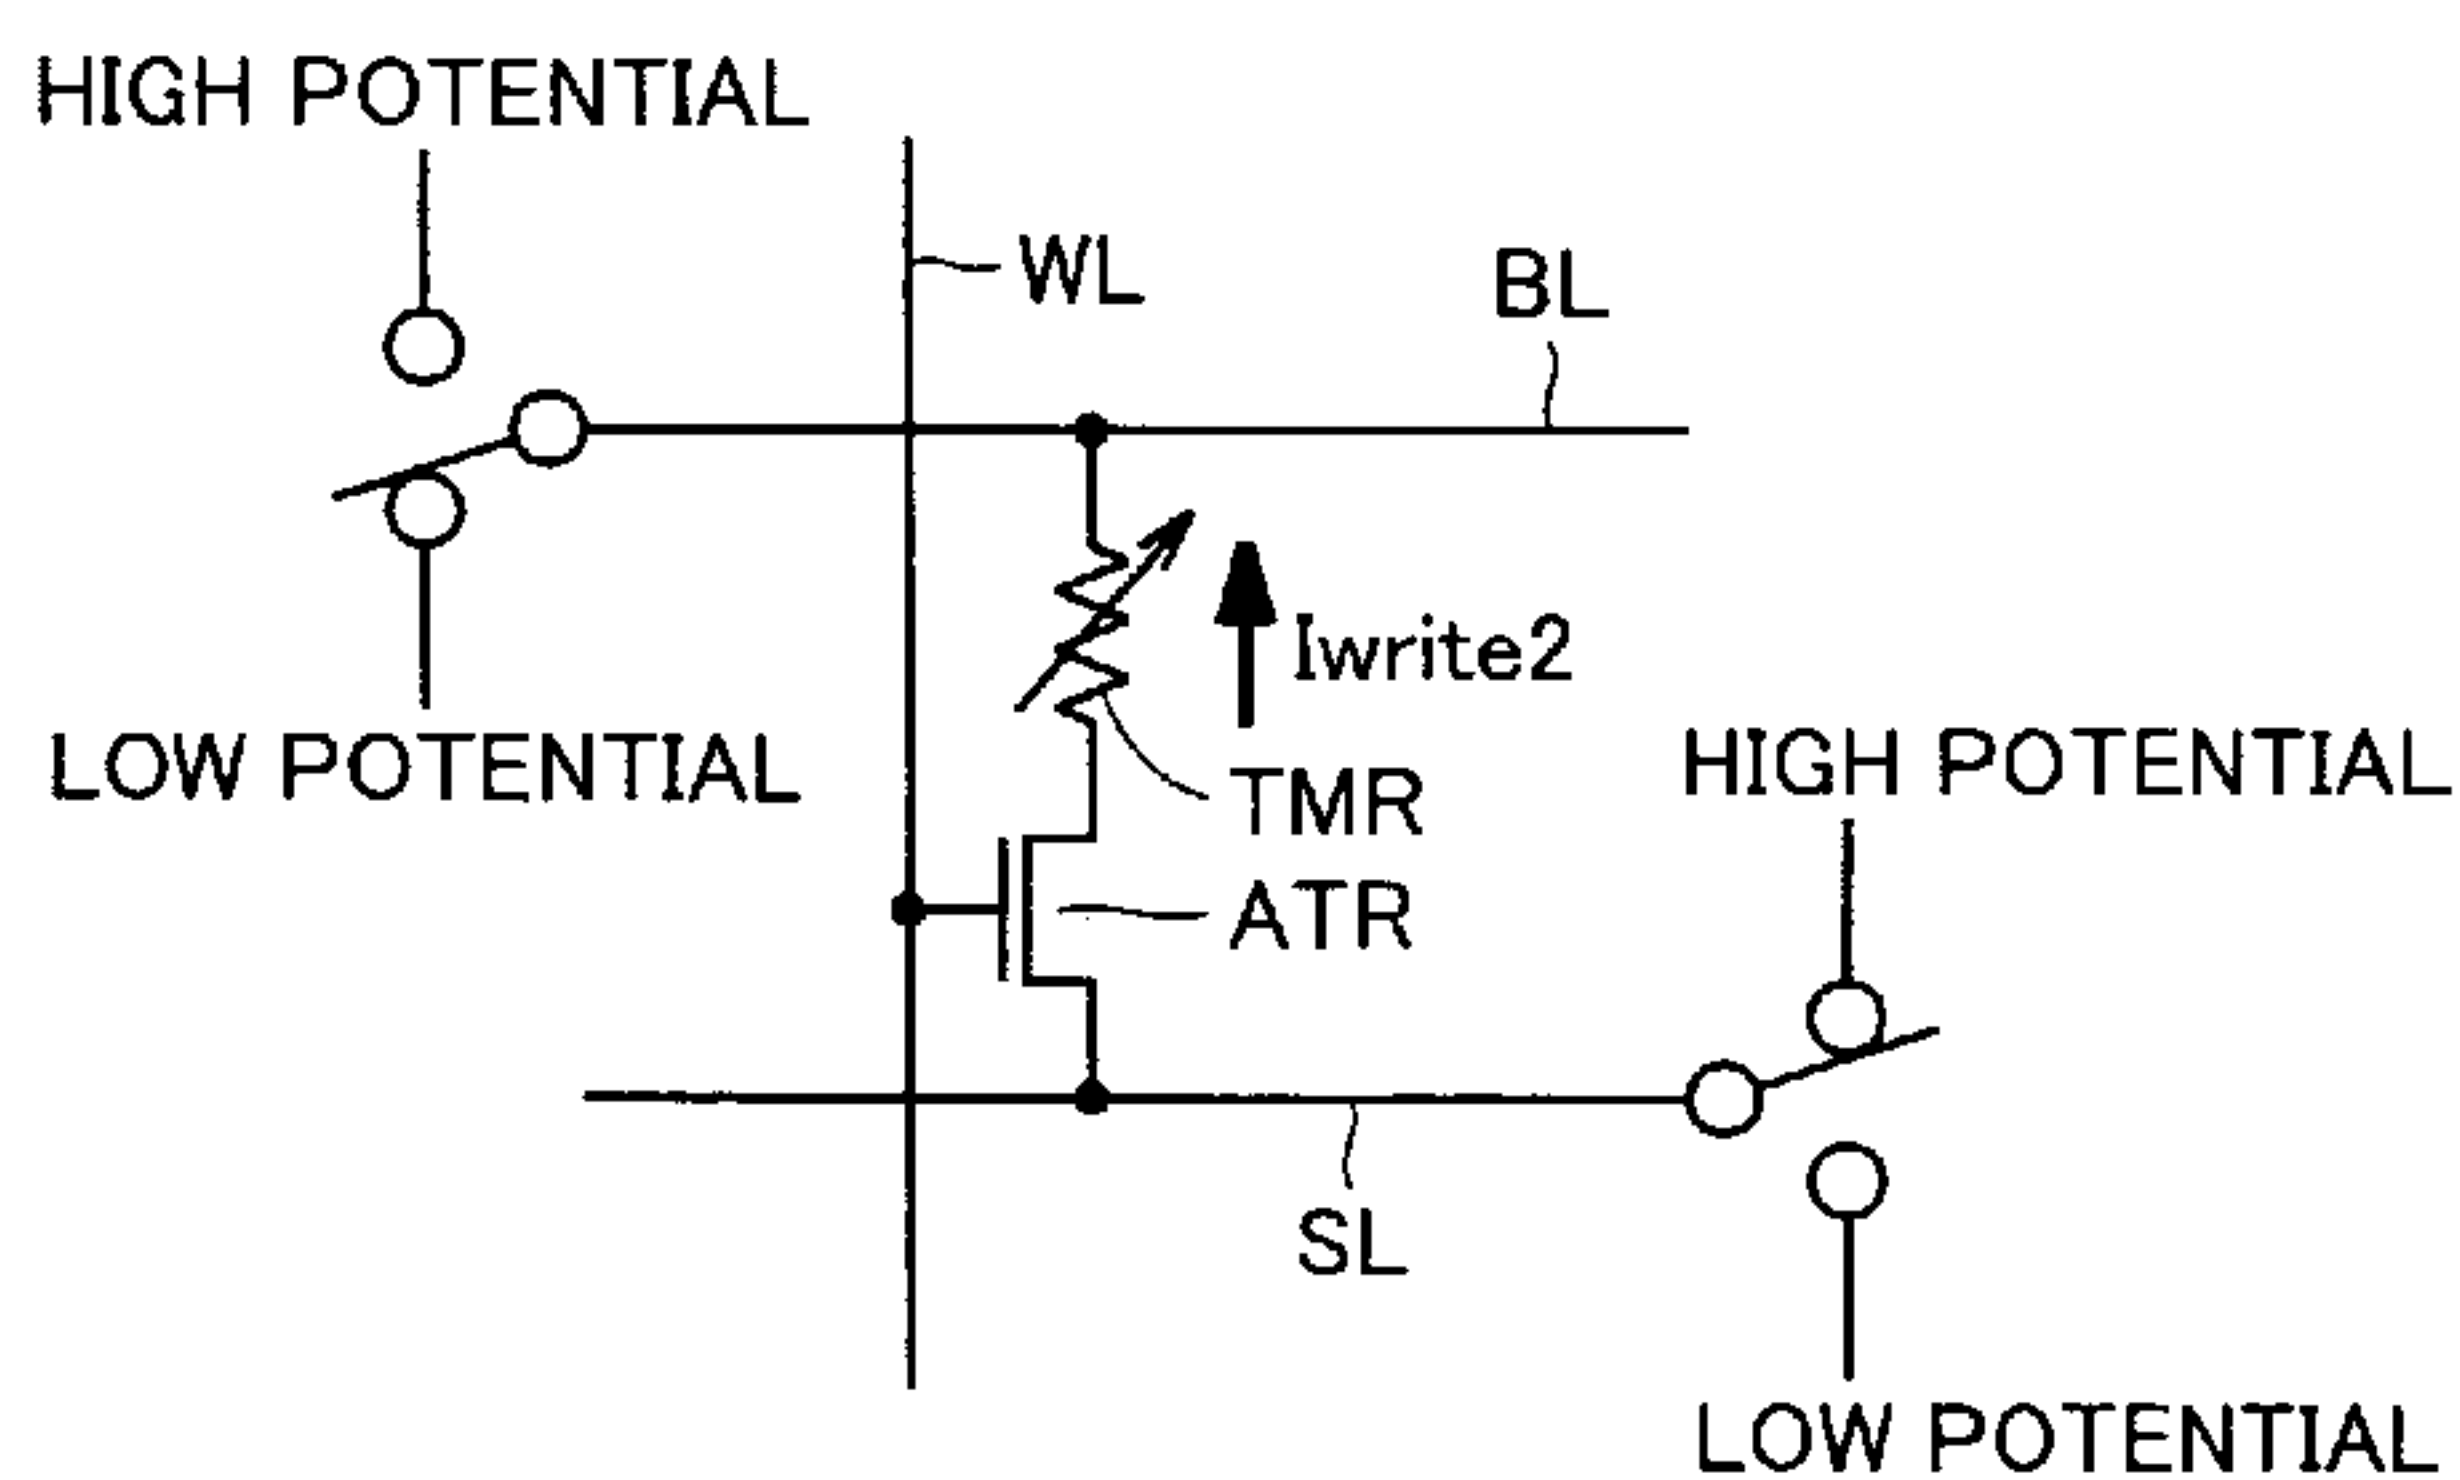 HIGH POTENTIAL
WL
BL
Iwrite2
LOW POTENTIAL
HIGH POTENTIAL
TMR
ATR
SL
LOW POTENTIAL